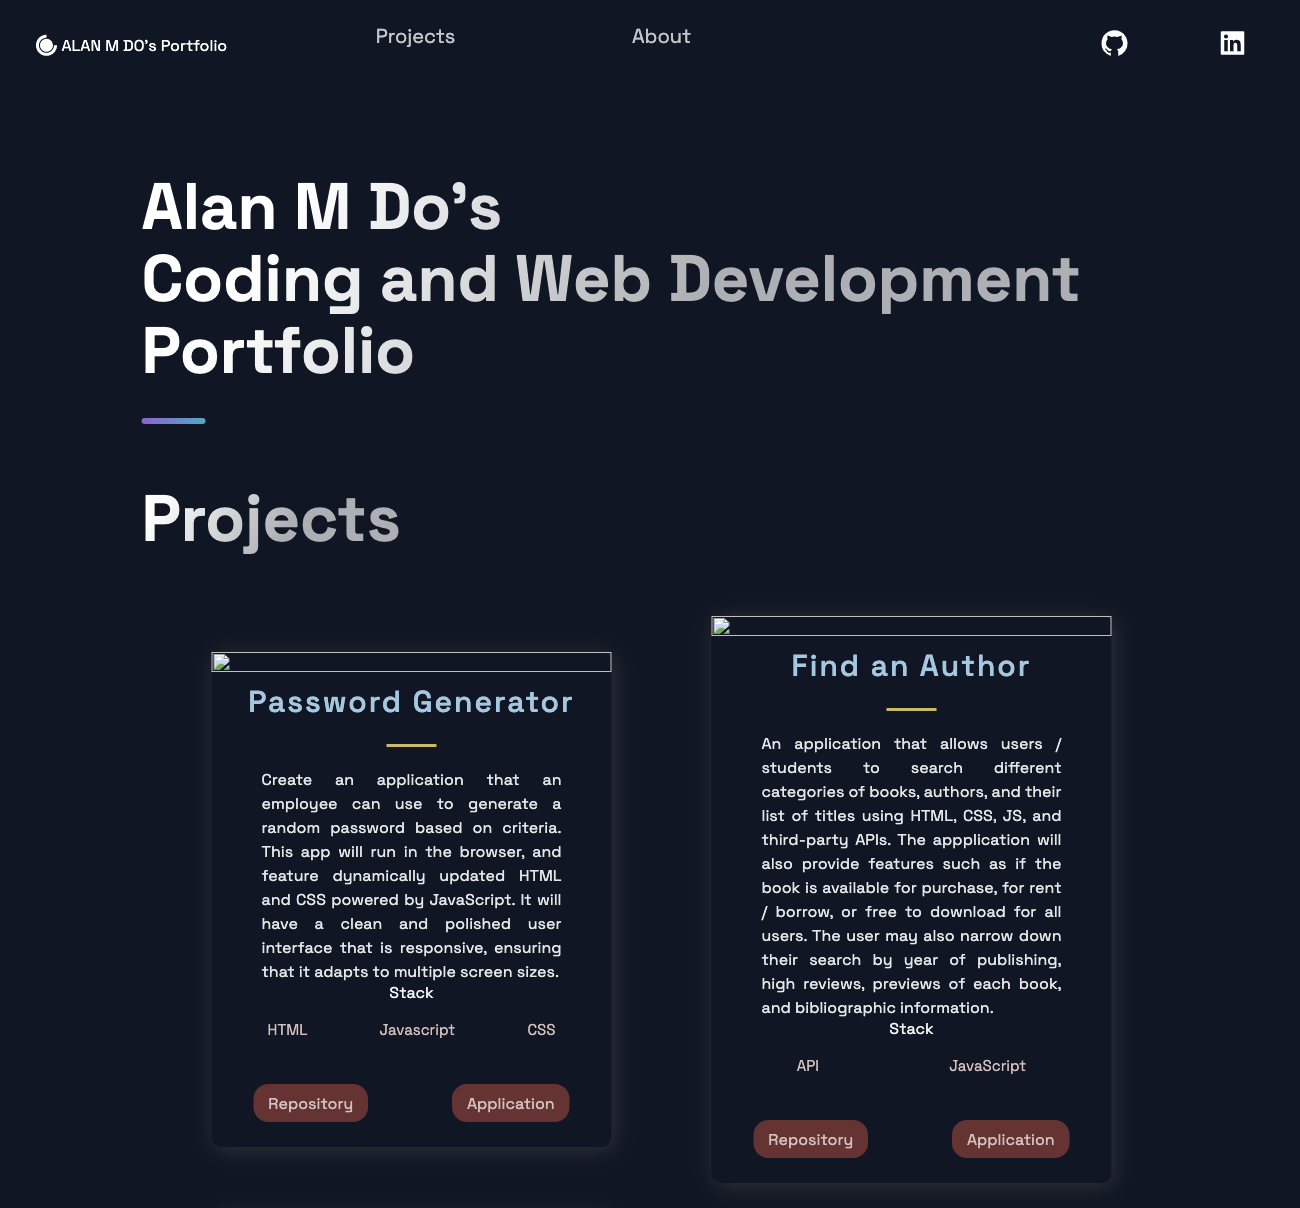 ALAN M DO's Portfolio
Projects
About
Alan M Do's
Coding and Web Development
Portfolio
Projects
Password Generator
Create an application that an
employee can use to generate a
random password based on criteria.
This app will run in the browser, and
feature dynamically updated HTML
and CSS powered by JavaScript. It will
have a clean and polished user
interface that is responsive, ensuring
that it adapts to multiple screen sizes.
Stack
HTML
Javascript
CSS
Repository
Application
Find an Author
An application that allows users /
students to search different
categories of books, authors, and their
list of titles using HTML, CSS, JS, and
third-party APIs. The appplication will
also provide features such as if the
book is available for purchase, for rent
/ borrow, or free to download for all
users. The user may also narrow down
their search by year of publishing,
high reviews, previews of each book,
and bibliographic information.
Stack
API
JavaScript
Repository
Application